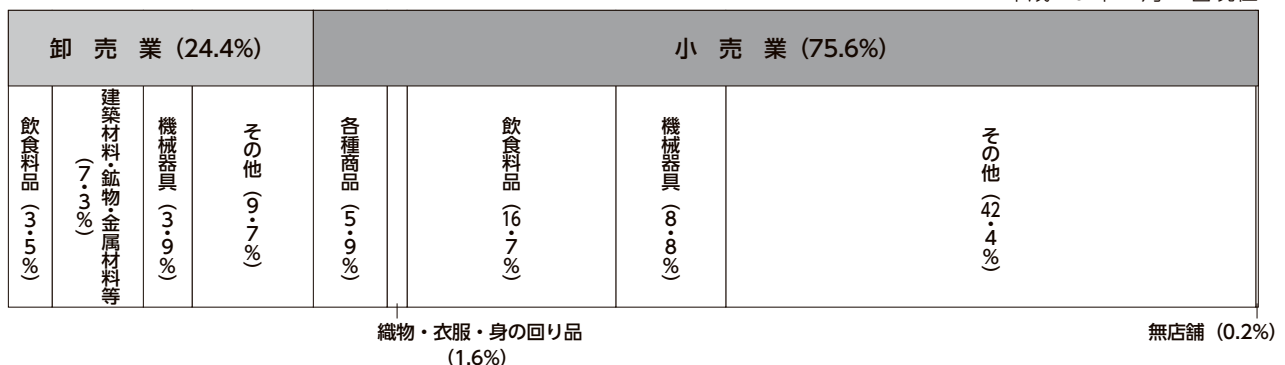 卸 売 業（24.4%）
小 売 業（75.6%）
飲食料品（3・5%）
建築材料・鉱物・金属材料等
（7・3%）
機械器具（3・9%）
その他（9・7%）
各種商品（5・9%）
飲食料品（16・7%）
機械器具（8・8%）
その他（42・4%）
織物・衣服・身の回り品
（1.6%）
無店舗（0.2%）